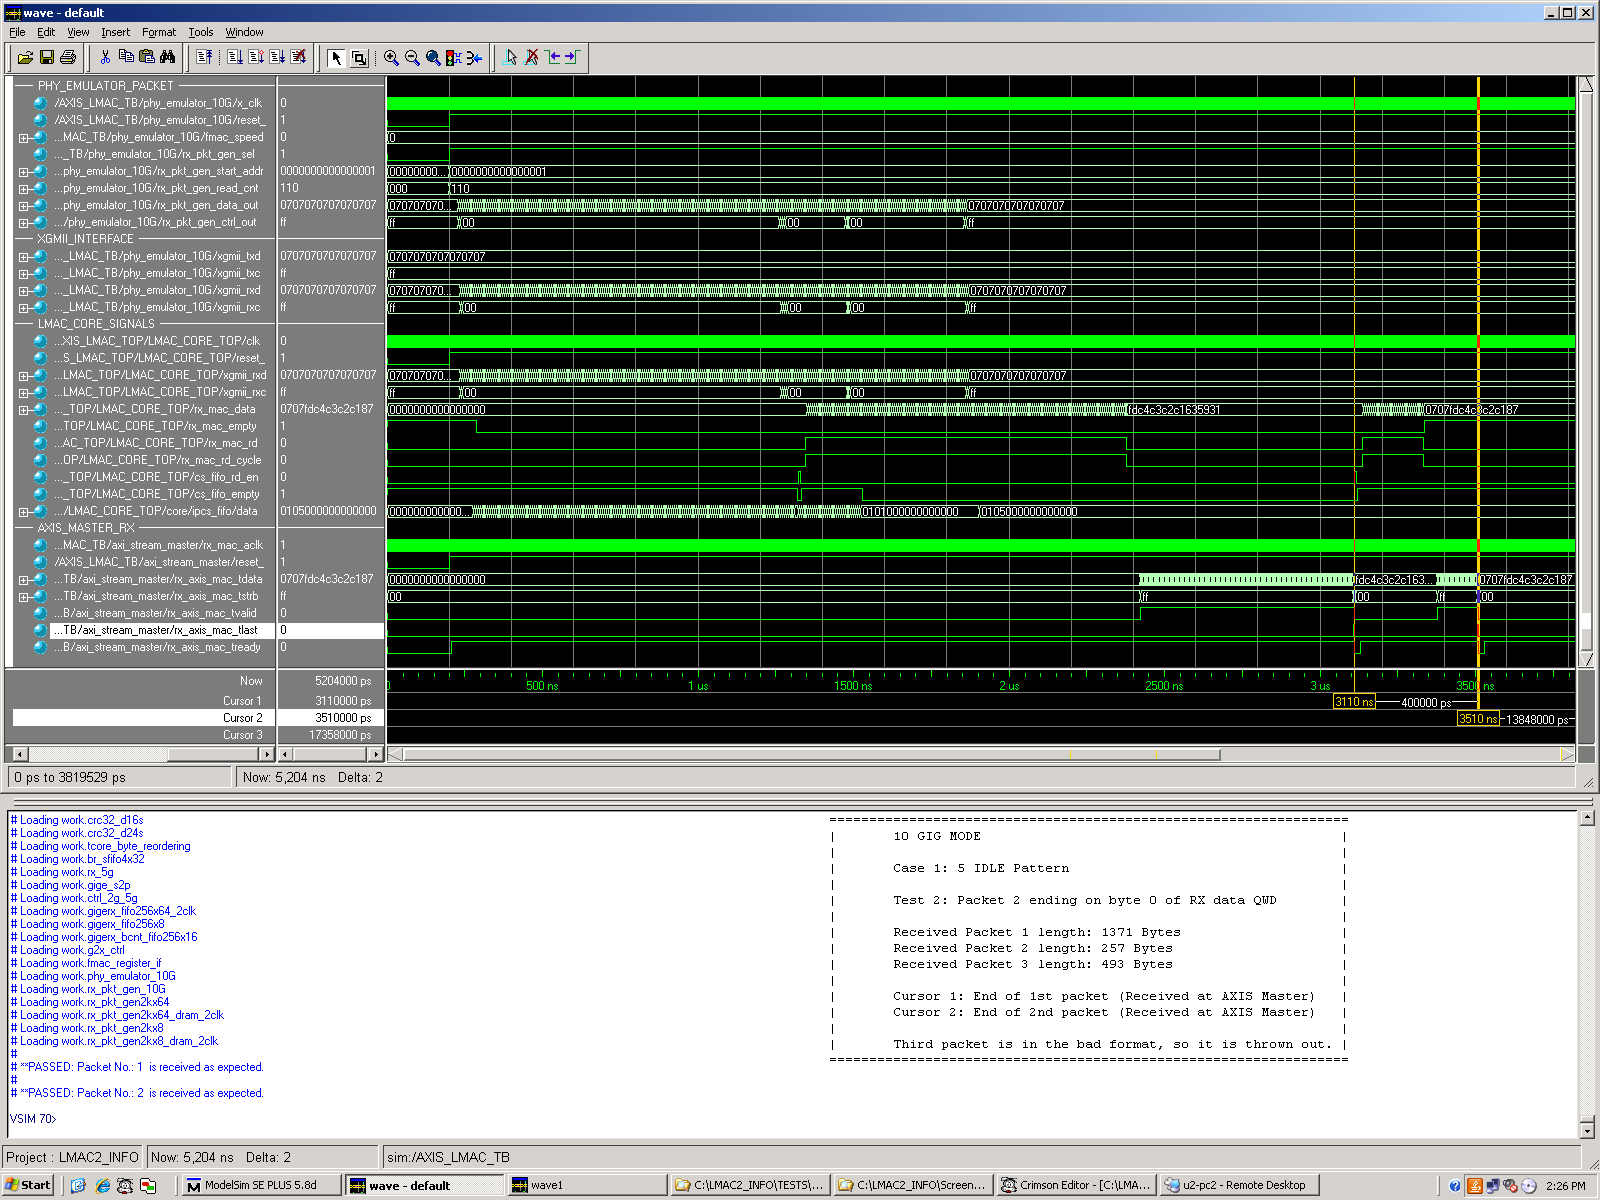 wave - default
File Edit View Insert Format Tools Window
PHY_EMULATOR_PACKET
/AXIS_LMAC_TB/phy_emulator_10G/x_clk 0
/AXIS_LMAC_TB/phy_emulator_10G/reset_ 1
...MAC_TB/phy_emulator_10G/fmac_speed 0 0
..._TB/phy_emulator_10G/rx_pkt_gen_sel 1
...phy_emulator_10G/rx_pkt_gen_start_addr 0000000000000001 00000000... 0000000000000001
...phy_emulator_10G/rx_pkt_gen_read_cnt 110 000 110
...phy_emulator_10G/rx_pkt_gen_data_out 0707070707070707 070707070... 0707070707070707
.../phy_emulator_10G/rx_pkt_gen_ctrl_out ff ff 00 00 00 ff
XGMII_INTERFACE
..._LMAC_TB/phy_emulator_10G/xgmii_txd 0707070707070707 0707070707070707
..._LMAC_TB/phy_emulator_10G/xgmii_txc ff ff
..._LMAC_TB/phy_emulator_10G/xgmii_rxd 0707070707070707 070707070... 0707070707070707
..._LMAC_TB/phy_emulator_10G/xgmii_rxc ff ff 00 00 00 ff
LMAC_CORE_SIGNALS
...XIS_LMAC_TOP/LMAC_CORE_TOP/clk 0
...S_LMAC_TOP/LMAC_CORE_TOP/reset_ 1
...LMAC_TOP/LMAC_CORE_TOP/xgmii_rxd 0707070707070707 070707070... 0707070707070707
...LMAC_TOP/LMAC_CORE_TOP/xgmii_rxc ff ff 00 00 00 ff
..._TOP/LMAC_CORE_TOP/rx_mac_data 0707fdc4c3c2c187 0000000000000000 fdc4c3c2c1635931 0707fdc4c3c2c187
...TOP/LMAC_CORE_TOP/rx_mac_empty 1
...AC_TOP/LMAC_CORE_TOP/rx_mac_rd 0
...OP/LMAC_CORE_TOP/rx_mac_rd_cycle 0
..._TOP/LMAC_CORE_TOP/cs_fifo_rd_en 0
..._TOP/LMAC_CORE_TOP/cs_fifo_empty 1
.../LMAC_CORE_TOP/core/ipcs_fifo/data 0105000000000000 000000000000... 0101000000000000 0105000000000000
AXIS_MASTER_RX
...MAC_TB/axi_stream_master/rx_mac_aclk 1
/AXIS_LMAC_TB/axi_stream_master/reset_ 1
...TB/axi_stream_master/rx_axis_mac_tdata 0707fdc4c3c2c187 0000000000000000 fdc4c3c2c163... 0707fdc4c3c2c187
...TB/axi_stream_master/rx_axis_mac_tstrb ff 00 ff 00 ff 00
...B/axi_stream_master/rx_axis_mac_tvalid 0
...TB/axi_stream_master/rx_axis_mac_tlast 0
...B/axi_stream_master/rx_axis_mac_tready 0
Now 5204000 ps 0 500 ns 1 us 1500 ns 2 us 2500 ns 3 us 3500 ns
Cursor 1 3110000 ps 3110 ns 400000 ps
Cursor 2 3510000 ps 3510 ns 13848000 ps
Cursor 3 17358000 ps
0 ps to 3819529 ps Now: 5,204 ns Delta: 2
# Loading work.crc32_d16s
# Loading work.crc32_d24s
# Loading work.tcore_byte_reordering
# Loading work.br_sfifo4x32
# Loading work.rx_5g
# Loading work.gige_s2p
# Loading work.ctrl_2g_5g
# Loading work.gigerx_fifo256x64_2clk
# Loading work.gigerx_fifo256x8
# Loading work.gigerx_bcnt_fifo256x16
# Loading work.g2x_ctrl
# Loading work.fmac_register_if
# Loading work.phy_emulator_10G
# Loading work.rx_pkt_gen_10G
# Loading work.rx_pkt_gen2kx64
# Loading work.rx_pkt_gen2kx64_dram_2clk
# Loading work.rx_pkt_gen2kx8
# Loading work.rx_pkt_gen2kx8_dram_2clk
#
# **PASSED: Packet No.: 1 is received as expected.
#
# **PASSED: Packet No.: 2 is received as expected.
VSIM 70>
10 GIG MODE
Case 1: 5 IDLE Pattern
Test 2: Packet 2 ending on byte 0 of RX data QWD
Received Packet 1 length: 1371 Bytes
Received Packet 2 length: 257 Bytes
Received Packet 3 length: 493 Bytes
Cursor 1: End of 1st packet (Received at AXIS Master)
Cursor 2: End of 2nd packet (Received at AXIS Master)
Third packet is in the bad format, so it is thrown out.
Project : LMAC2_INFO Now: 5,204 ns Delta: 2 sim:/AXIS_LMAC_TB
Start ModelSim SE PLUS 5.8d wave - default wave1 C:\LMAC2_INFO\TESTS\... C:\LMAC2_INFO\Screen... Crimson Editor - [C:\LMA... u2-pc2 - Remote Desktop 2:26 PM